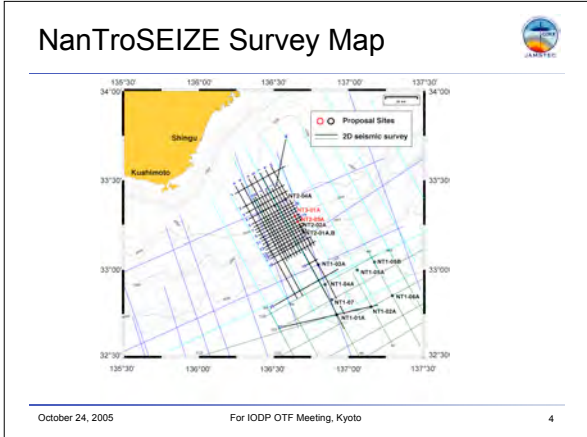 NanTroSEIZE Survey Map
JAMSTEC
135°30' 136°00' 136°30' 137°00' 137°30'
34°00' 34°00'
Proposal Sites
2D seismic survey
Shingu
Kushimoto
33°30' 33°30'
NT2-04A
NT3-01A
NT2-02A
NT2-01A,B
33°00' 33°00'
NT1-03A
NT1-05B
NT1-05A
NT1-04A
NT1-06A
NT1-07
NT1-02A
NT1-01A
32°30' 32°30'
135°30' 136°00' 136°30' 137°00' 137°30'
October 24, 2005 For IODP OTF Meeting, Kyoto 4